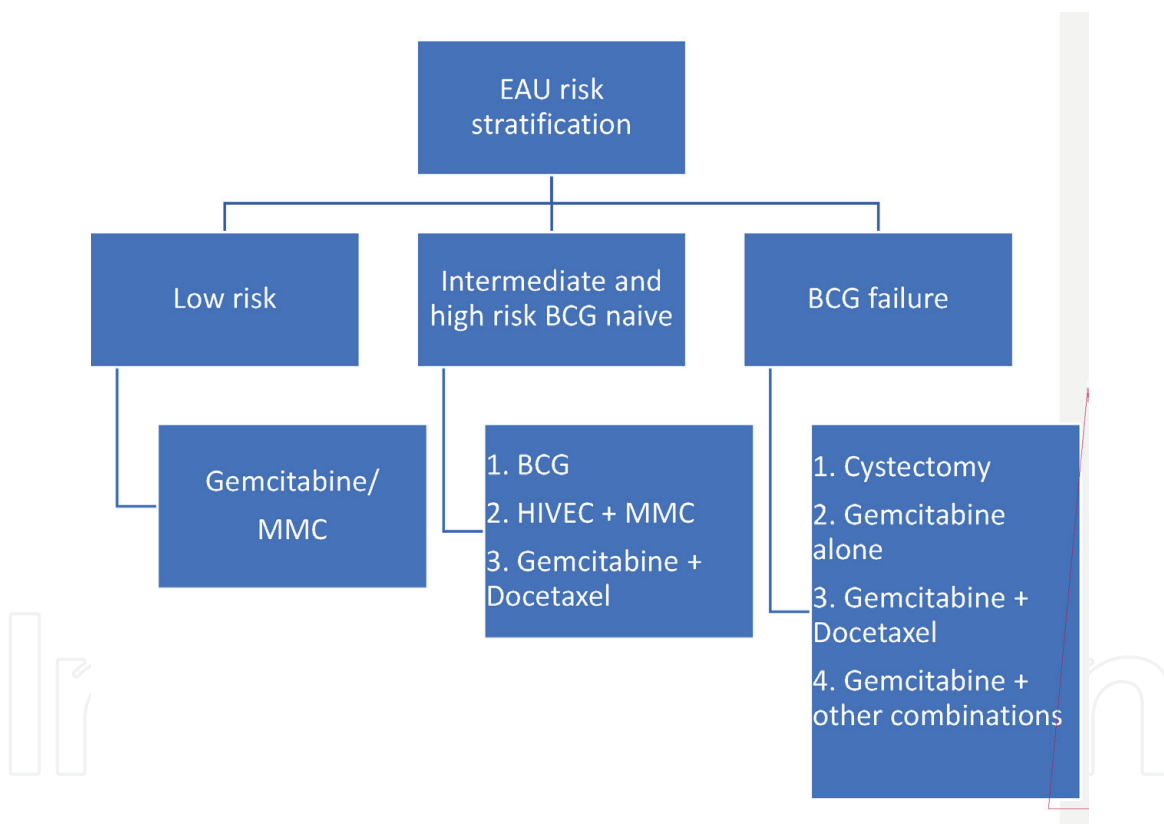 EAU risk
stratification
Low risk
Intermediate and
high risk BCG naive
BCG failure
Gemcitabine/
MMC
1. BCG
2. HIVEC + MMC
3. Gemcitabine +
Docetaxel
1. Cystectomy
2. Gemcitabine
alone
3. Gemcitabine +
Docetaxel
4. Gemcitabine +
other combinations